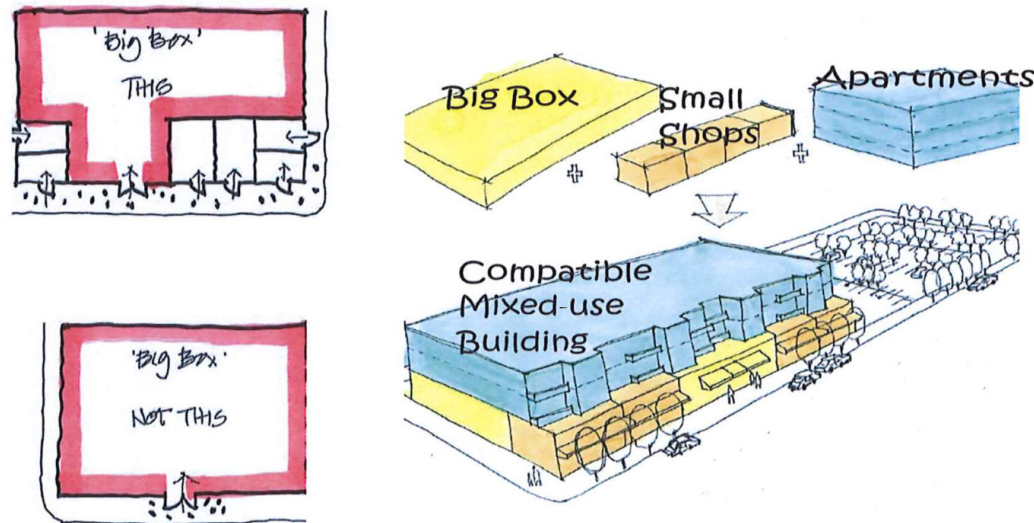 'Big Box'
THIS
'Big Box'
NOT THIS
Big Box
Small
Shops
Apartments
Compatible
Mixed-use
Building